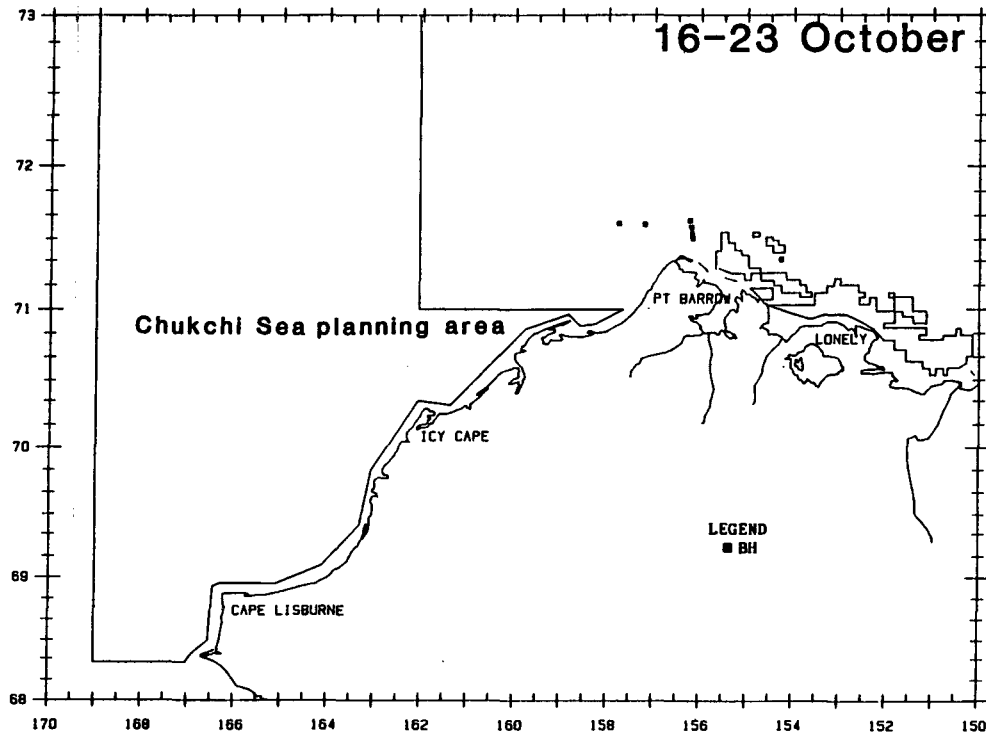 73
16-23 October
72
71
PT BARROW
Chukchi Sea planning area
LONELY
70
ICY CAPE
LEGEND
BH
69
CAPE LISBURNE
68
170
168
166
164
162
160
158
156
154
152
150